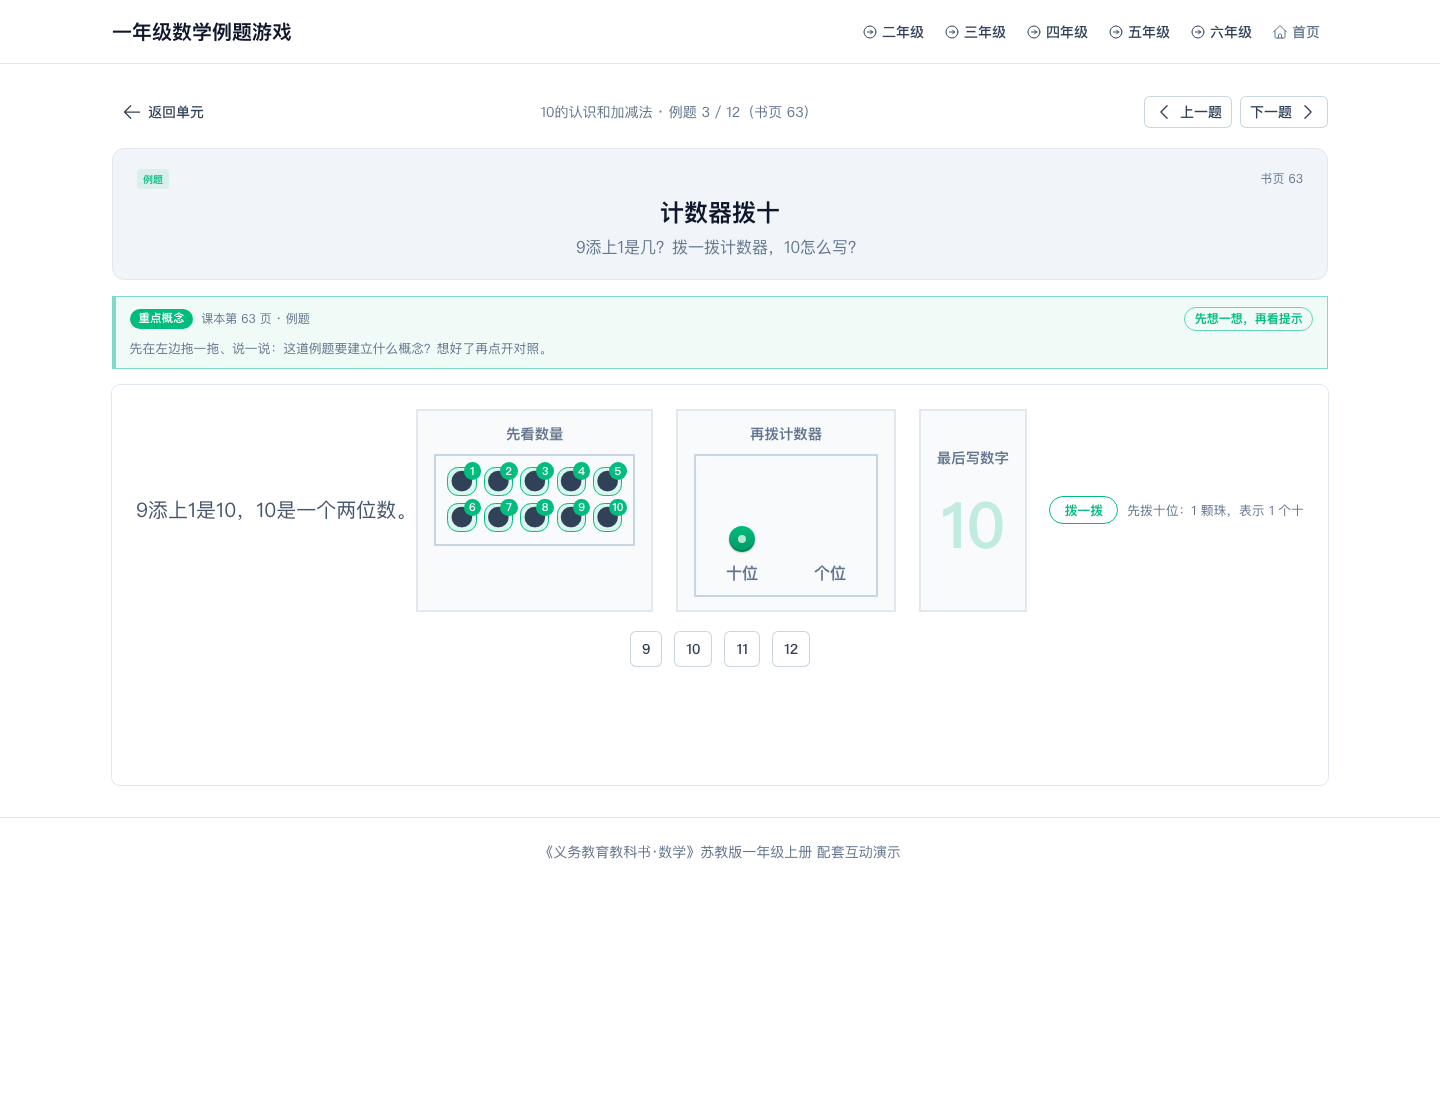 一年级数学例题游戏
二年级 三年级 四年级 五年级 六年级 首页
返回单元
10的认识和加减法 · 例题 3 / 12（书页 63）
上一题 下一题
例题
书页 63
计数器拨十
9添上1是几？拨一拨计数器，10怎么写？
重点概念 课本第 63 页 · 例题
先想一想，再看提示
先在左边拖一拖、说一说：这道例题要建立什么概念？想好了再点开对照。
9添上1是10，10是一个两位数。
先看数量
1 2 3 4 5
6 7 8 9 10
再拨计数器
十位 个位
最后写数字
10
拨一拨 先拨十位：1 颗珠，表示 1 个十
9 10 11 12
《义务教育教科书·数学》苏教版一年级上册 配套互动演示